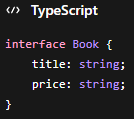 </> TypeScript
interface Book {
    title: string;
    price: string;
}